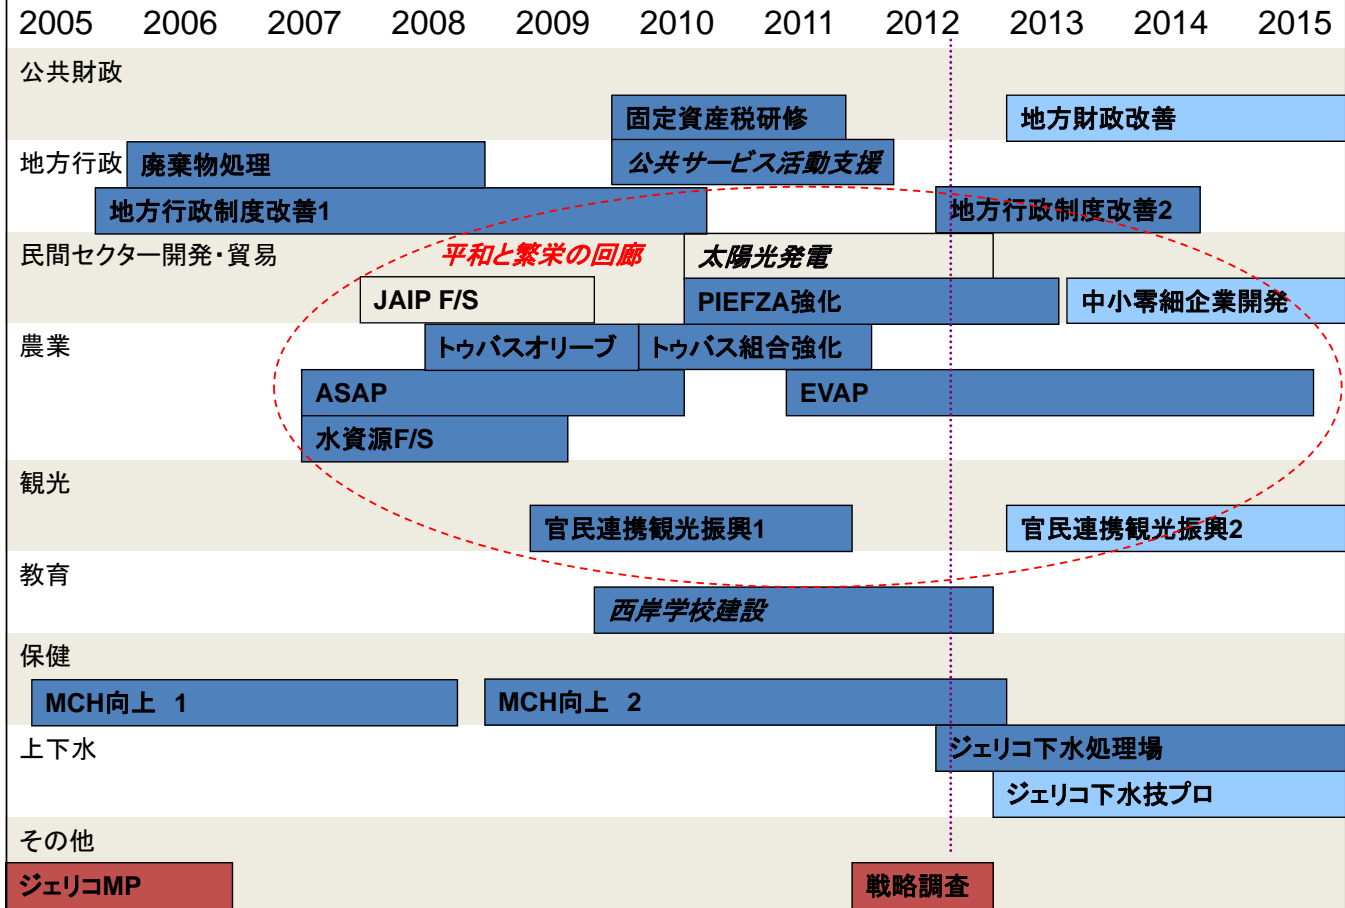 2005 2006 2007 2008 2009 2010 2011 2012 2013 2014 2015
公共財政
固定資産税研修 地方財政改善
地方行政 廃棄物処理 公共サービス活動支援
地方行政制度改善1 地方行政制度改善2
民間セクター開発・貿易 平和と繁栄の回廊 太陽光発電
JAIP F/S PIEFZA強化 中小零細企業開発
農業 トゥバスオリーブ トゥバス組合強化
ASAP EVAP
水資源F/S
観光
官民連携観光振興1 官民連携観光振興2
教育
西岸学校建設
保健
MCH向上 1 MCH向上 2
上下水 ジェリコ下水処理場
ジェリコ下水技プロ
その他
ジェリコMP 戦略調査